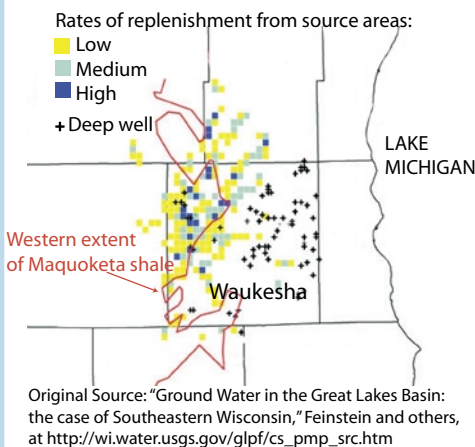 Rates of replenishment from source areas:
Low
Medium
High
+ Deep well
LAKE
MICHIGAN
Western extent
of Maquoketa shale
Waukesha
Original Source: “Ground Water in the Great Lakes Basin:
the case of Southeastern Wisconsin,” Feinstein and others,
at http://wi.water.usgs.gov/glpf/cs_pmp_src.htm